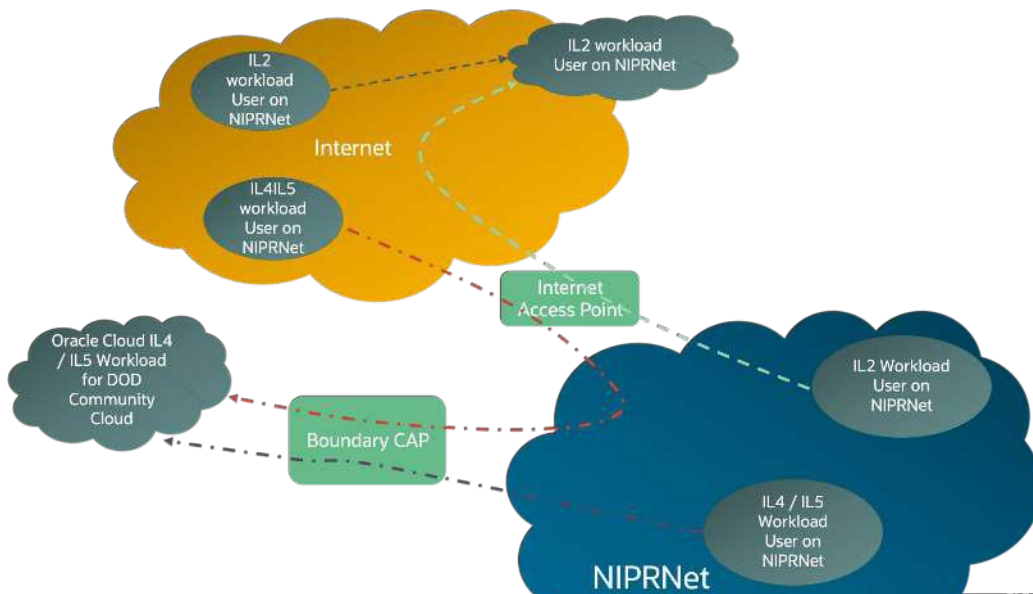 IL2
workload
User on
NIPRNet
IL2 workload
User on NIPRNet
Internet
IL4IL5
workload
User on
NIPRNet
Internet
Access Point
Oracle Cloud IL4
/ IL5 Workload
for DOD
Community
Cloud
IL2 Workload
User on
NIPRNet
Boundary CAP
IL4 / IL5
Workload
User on
NIPRNet
NIPRNet